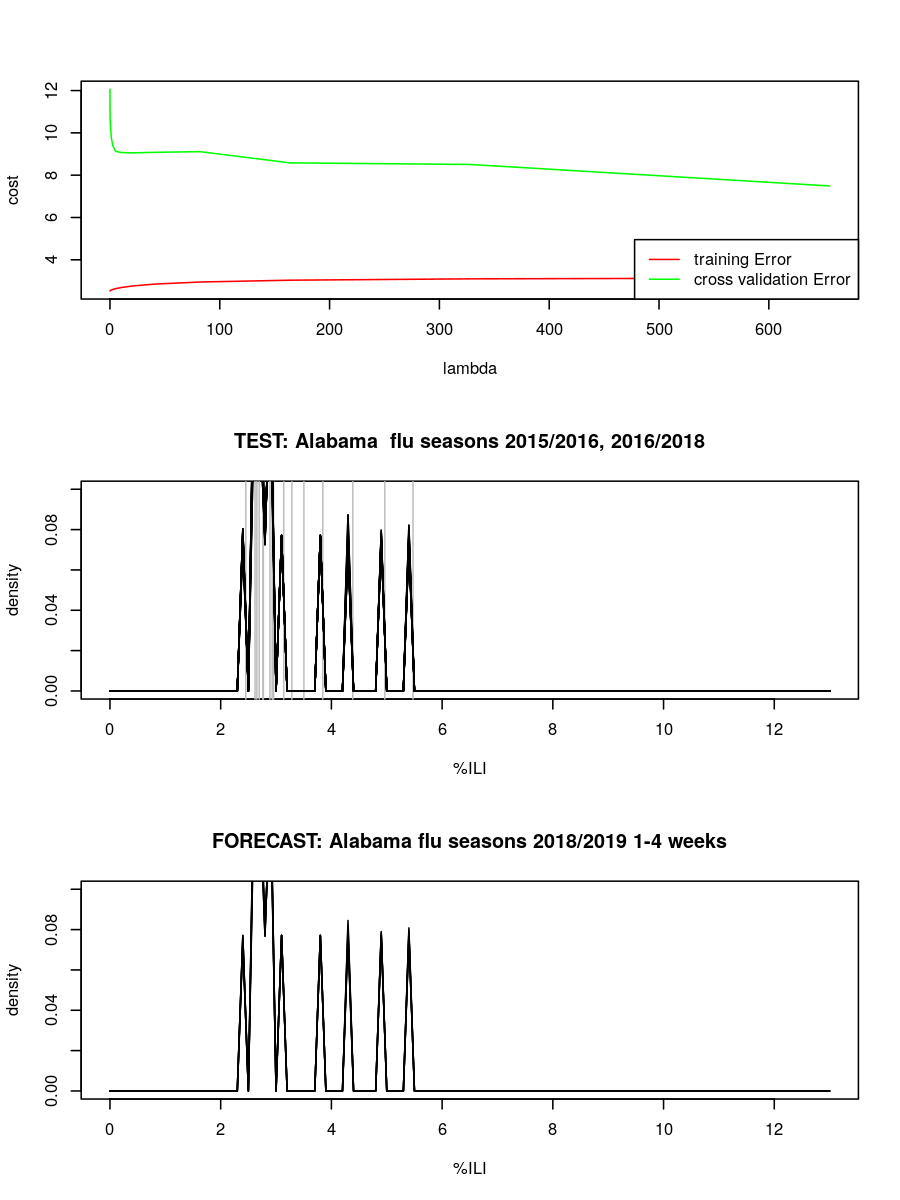 12
10
8
6
4
cost
training Error
cross validation Error
0 100 200 300 400 500 600
lambda
TEST: Alabama  flu seasons 2015/2016, 2016/2018
0.08
0.04
0.00
density
0 2 4 6 8 10 12
%ILI
FORECAST: Alabama flu seasons 2018/2019 1-4 weeks
0.08
0.04
0.00
density
0 2 4 6 8 10 12
%ILI